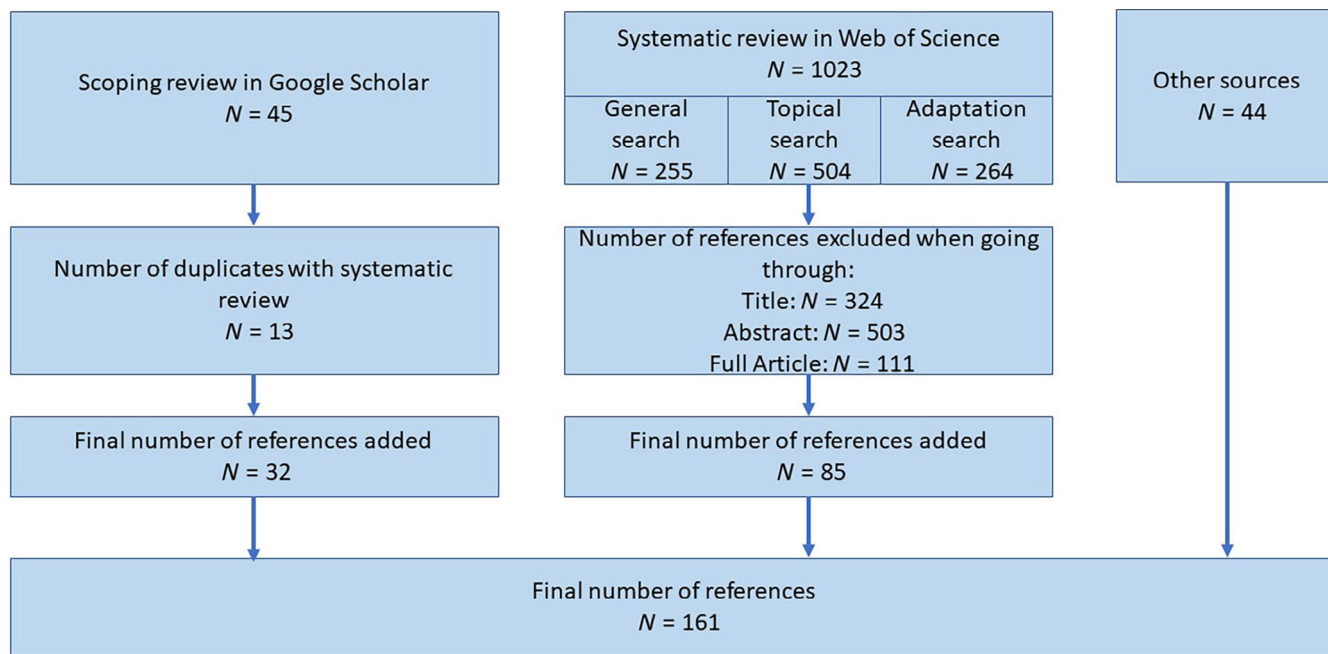 Scoping review in Google Scholar
N = 45
Number of duplicates with systematic
review
N = 13
Final number of references added
N = 32
Systematic review in Web of Science
N = 1023
General
search
N = 255
Topical
search
N = 504
Adaptation
search
N = 264
Number of references excluded when going
through:
Title: N = 324
Abstract: N = 503
Full Article: N = 111
Final number of references added
N = 85
Other sources
N = 44
Final number of references
N = 161